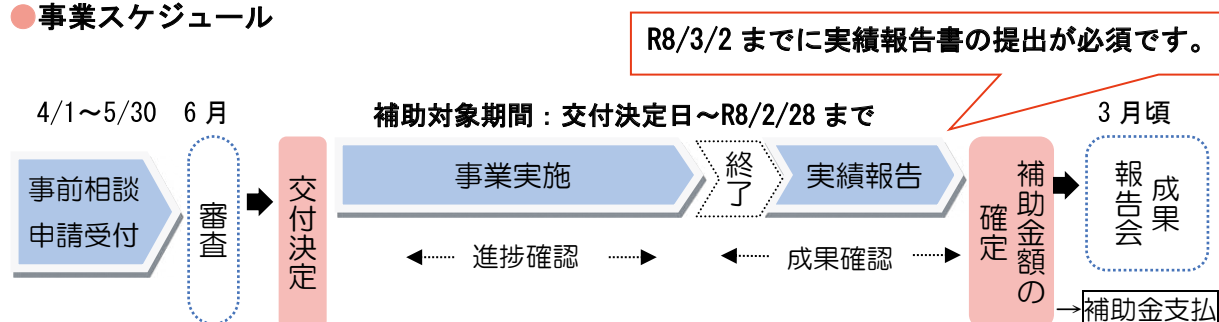 ●事業スケジュール
R8/3/2 までに実績報告書の提出が必須です。
4/1～5/30
6 月
補助対象期間：交付決定日～R8/2/28 まで
3 月頃
事前相談
申請受付
審査
交付決定
事業実施
終了
実績報告
補助金額の
確定
成果
報告会
進捗確認
成果確認
→補助金支払